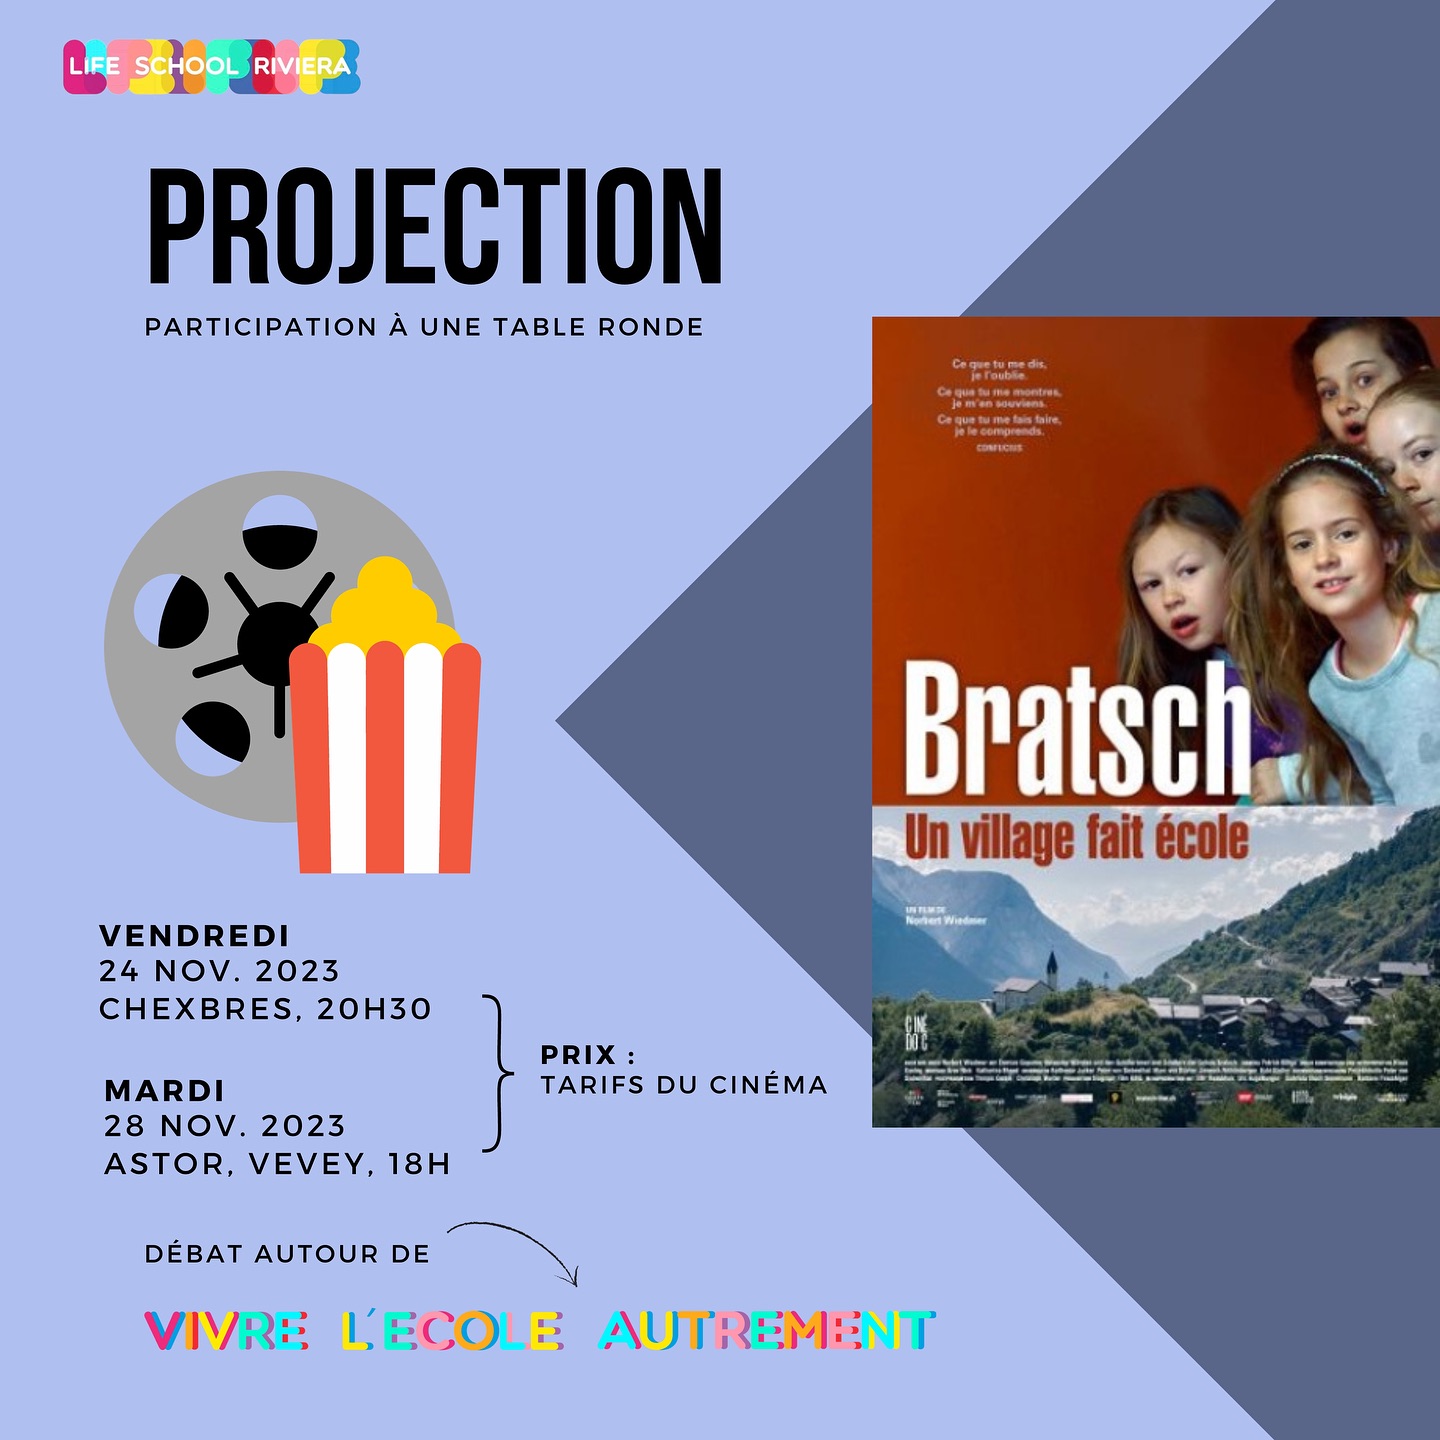 LIFE SCHOOL RIVIERA
PROJECTION
PARTICIPATION À UNE TABLE RONDE
Ce que tu me dis,
je l'oublie.
Ce que tu me montres,
je m'en souviens.
Ce que tu me fais faire,
je le comprends.
CONFUCIUS
Bratsch
Un village fait école
UN FILM DE
Norbert Wiedmer
CINÉ
DOC
VENDREDI
24 NOV. 2023
CHEXBRES, 20H30
MARDI
28 NOV. 2023
ASTOR, VEVEY, 18H
PRIX :
TARIFS DU CINÉMA
DÉBAT AUTOUR DE
VIVRE L'ECOLE AUTREMENT